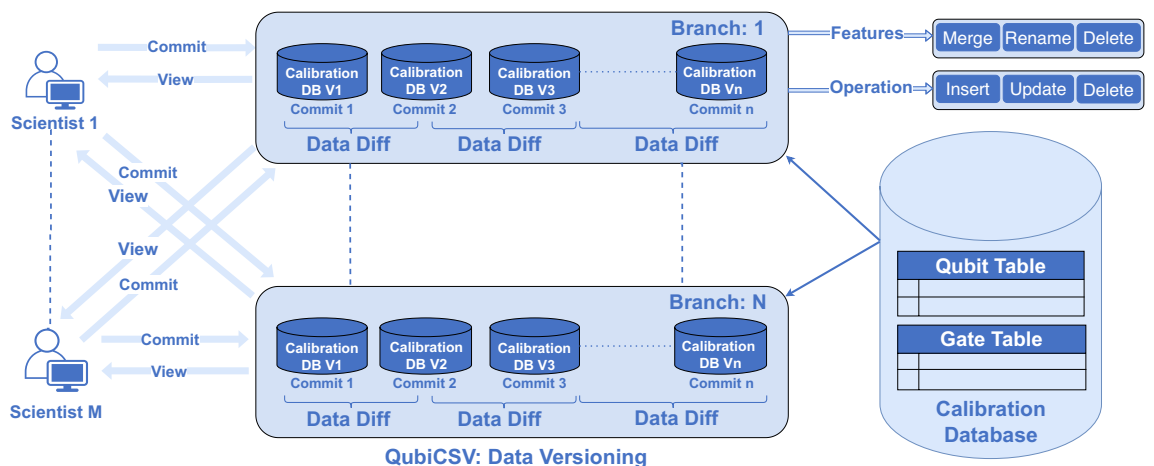 Branch: 1
Commit
View
Scientist 1
Calibration
DB V1
Calibration
DB V2
Calibration
DB V3
Calibration
DB Vn
Commit 1
Commit 2
Commit 3
Commit n
Data Diff
Data Diff
Data Diff
Features
Merge
Rename
Delete
Operation
Insert
Update
Delete
Commit
View
View
Commit
Branch: N
Commit
View
Scientist M
Calibration
DB V1
Calibration
DB V2
Calibration
DB V3
Calibration
DB Vn
Commit 1
Commit 2
Commit 3
Commit n
Data Diff
Data Diff
Data Diff
Qubit Table
Gate Table
Calibration
Database
QubiCSV: Data Versioning